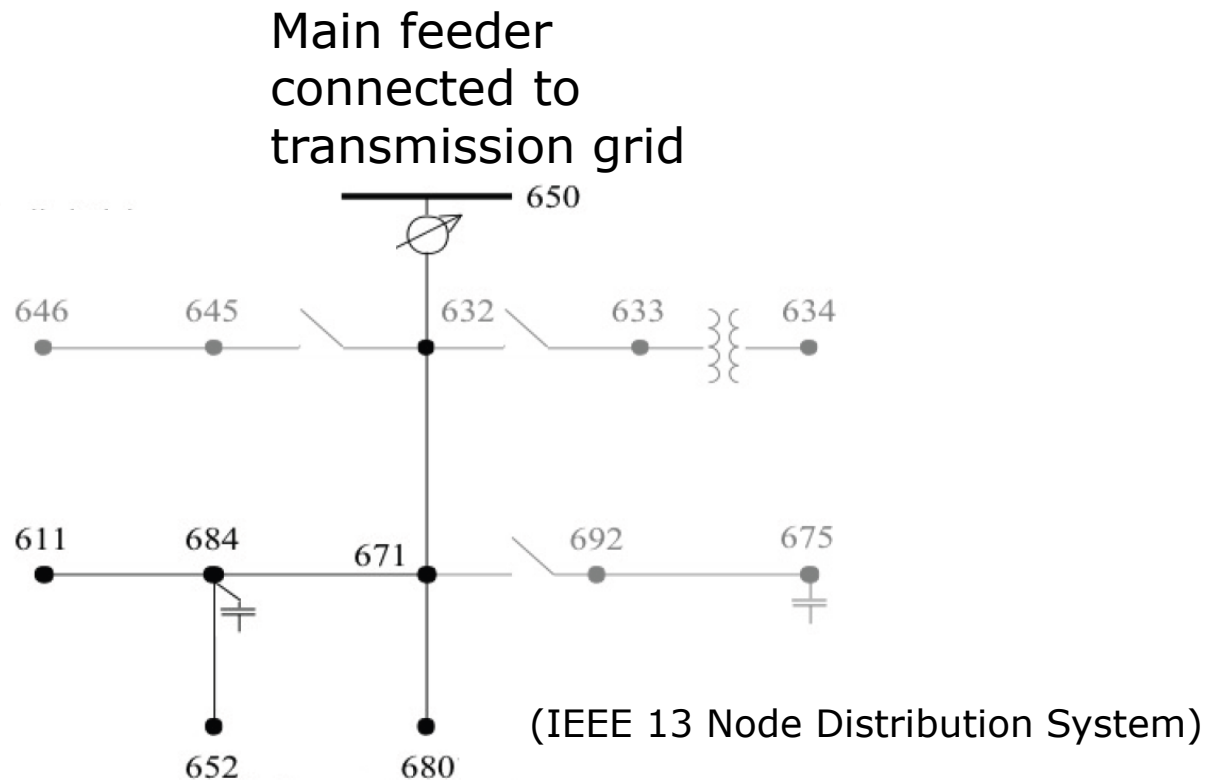 Main feeder
connected to
transmission grid
650
646 645 632 633 634
611 684 671 692 675
(IEEE 13 Node Distribution System)
652 680